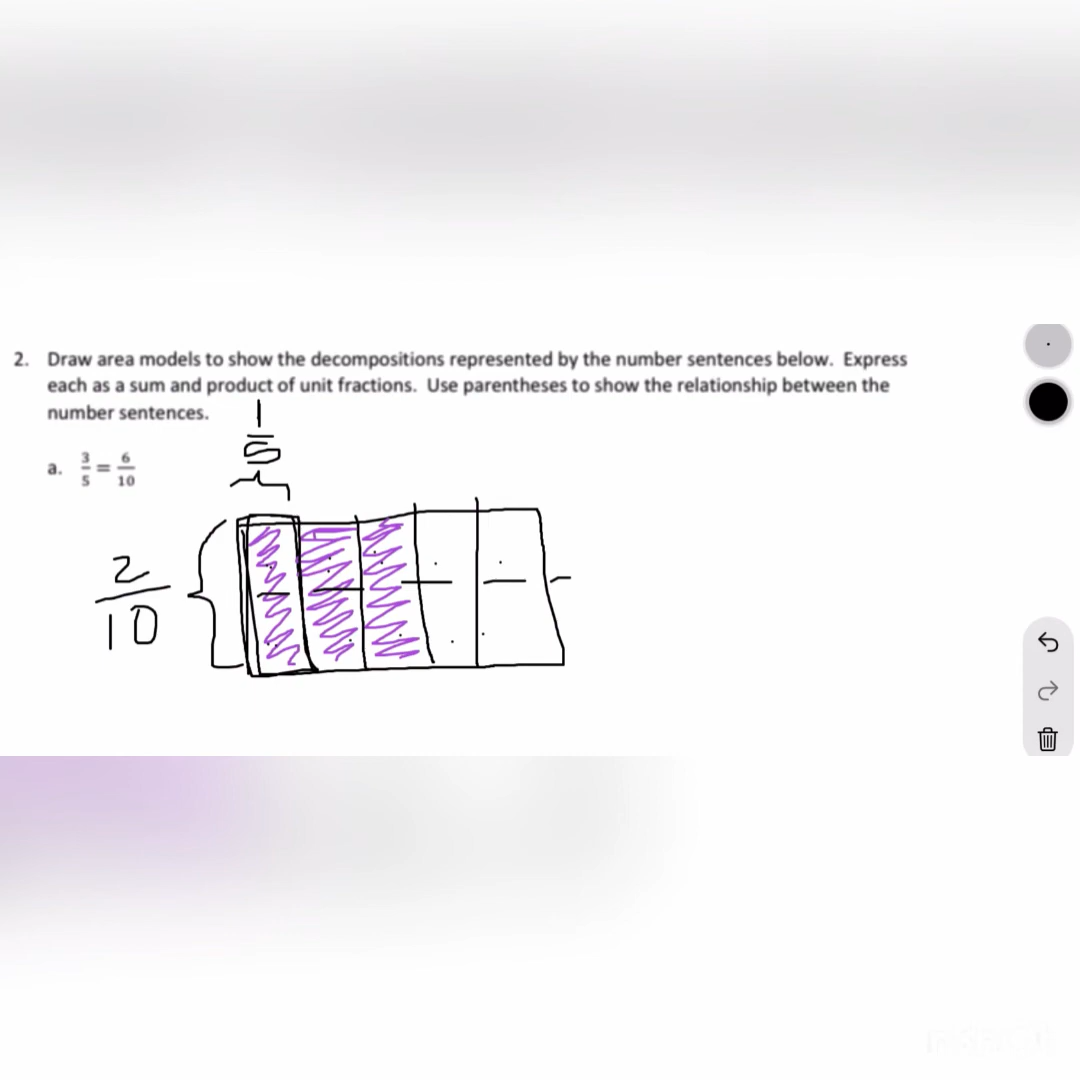 2. Draw area models to show the decompositions represented by the number sentences below. Express
each as a sum and product of unit fractions. Use parentheses to show the relationship between the
number sentences.
1/5
a. 3/5 = 6/10
2/10